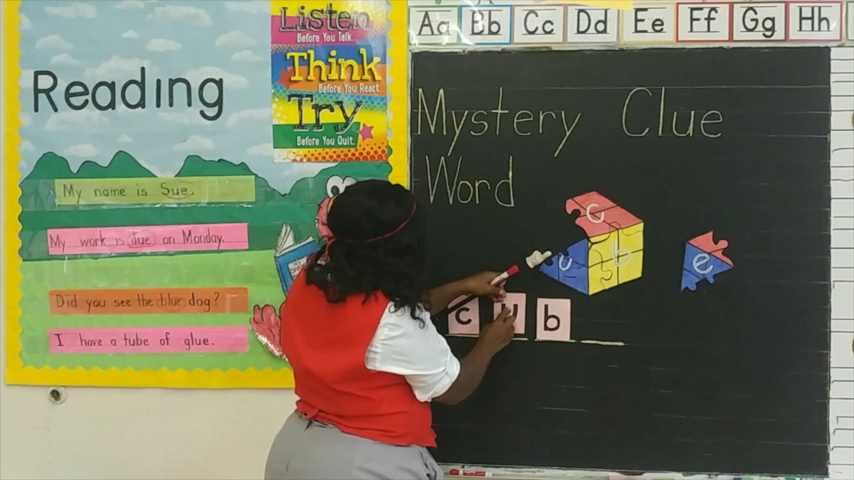 Reading
Listen
Before You Talk.
Think
Before You React.
Try
Before You Quit.
My name is Sue.
My work is due on Monday.
Did you see the blue dog?
I have a tube of glue.
Aa Bb Cc Dd Ee Ff Gg Hh
Mystery Clue
Word
c
u b e
c u b